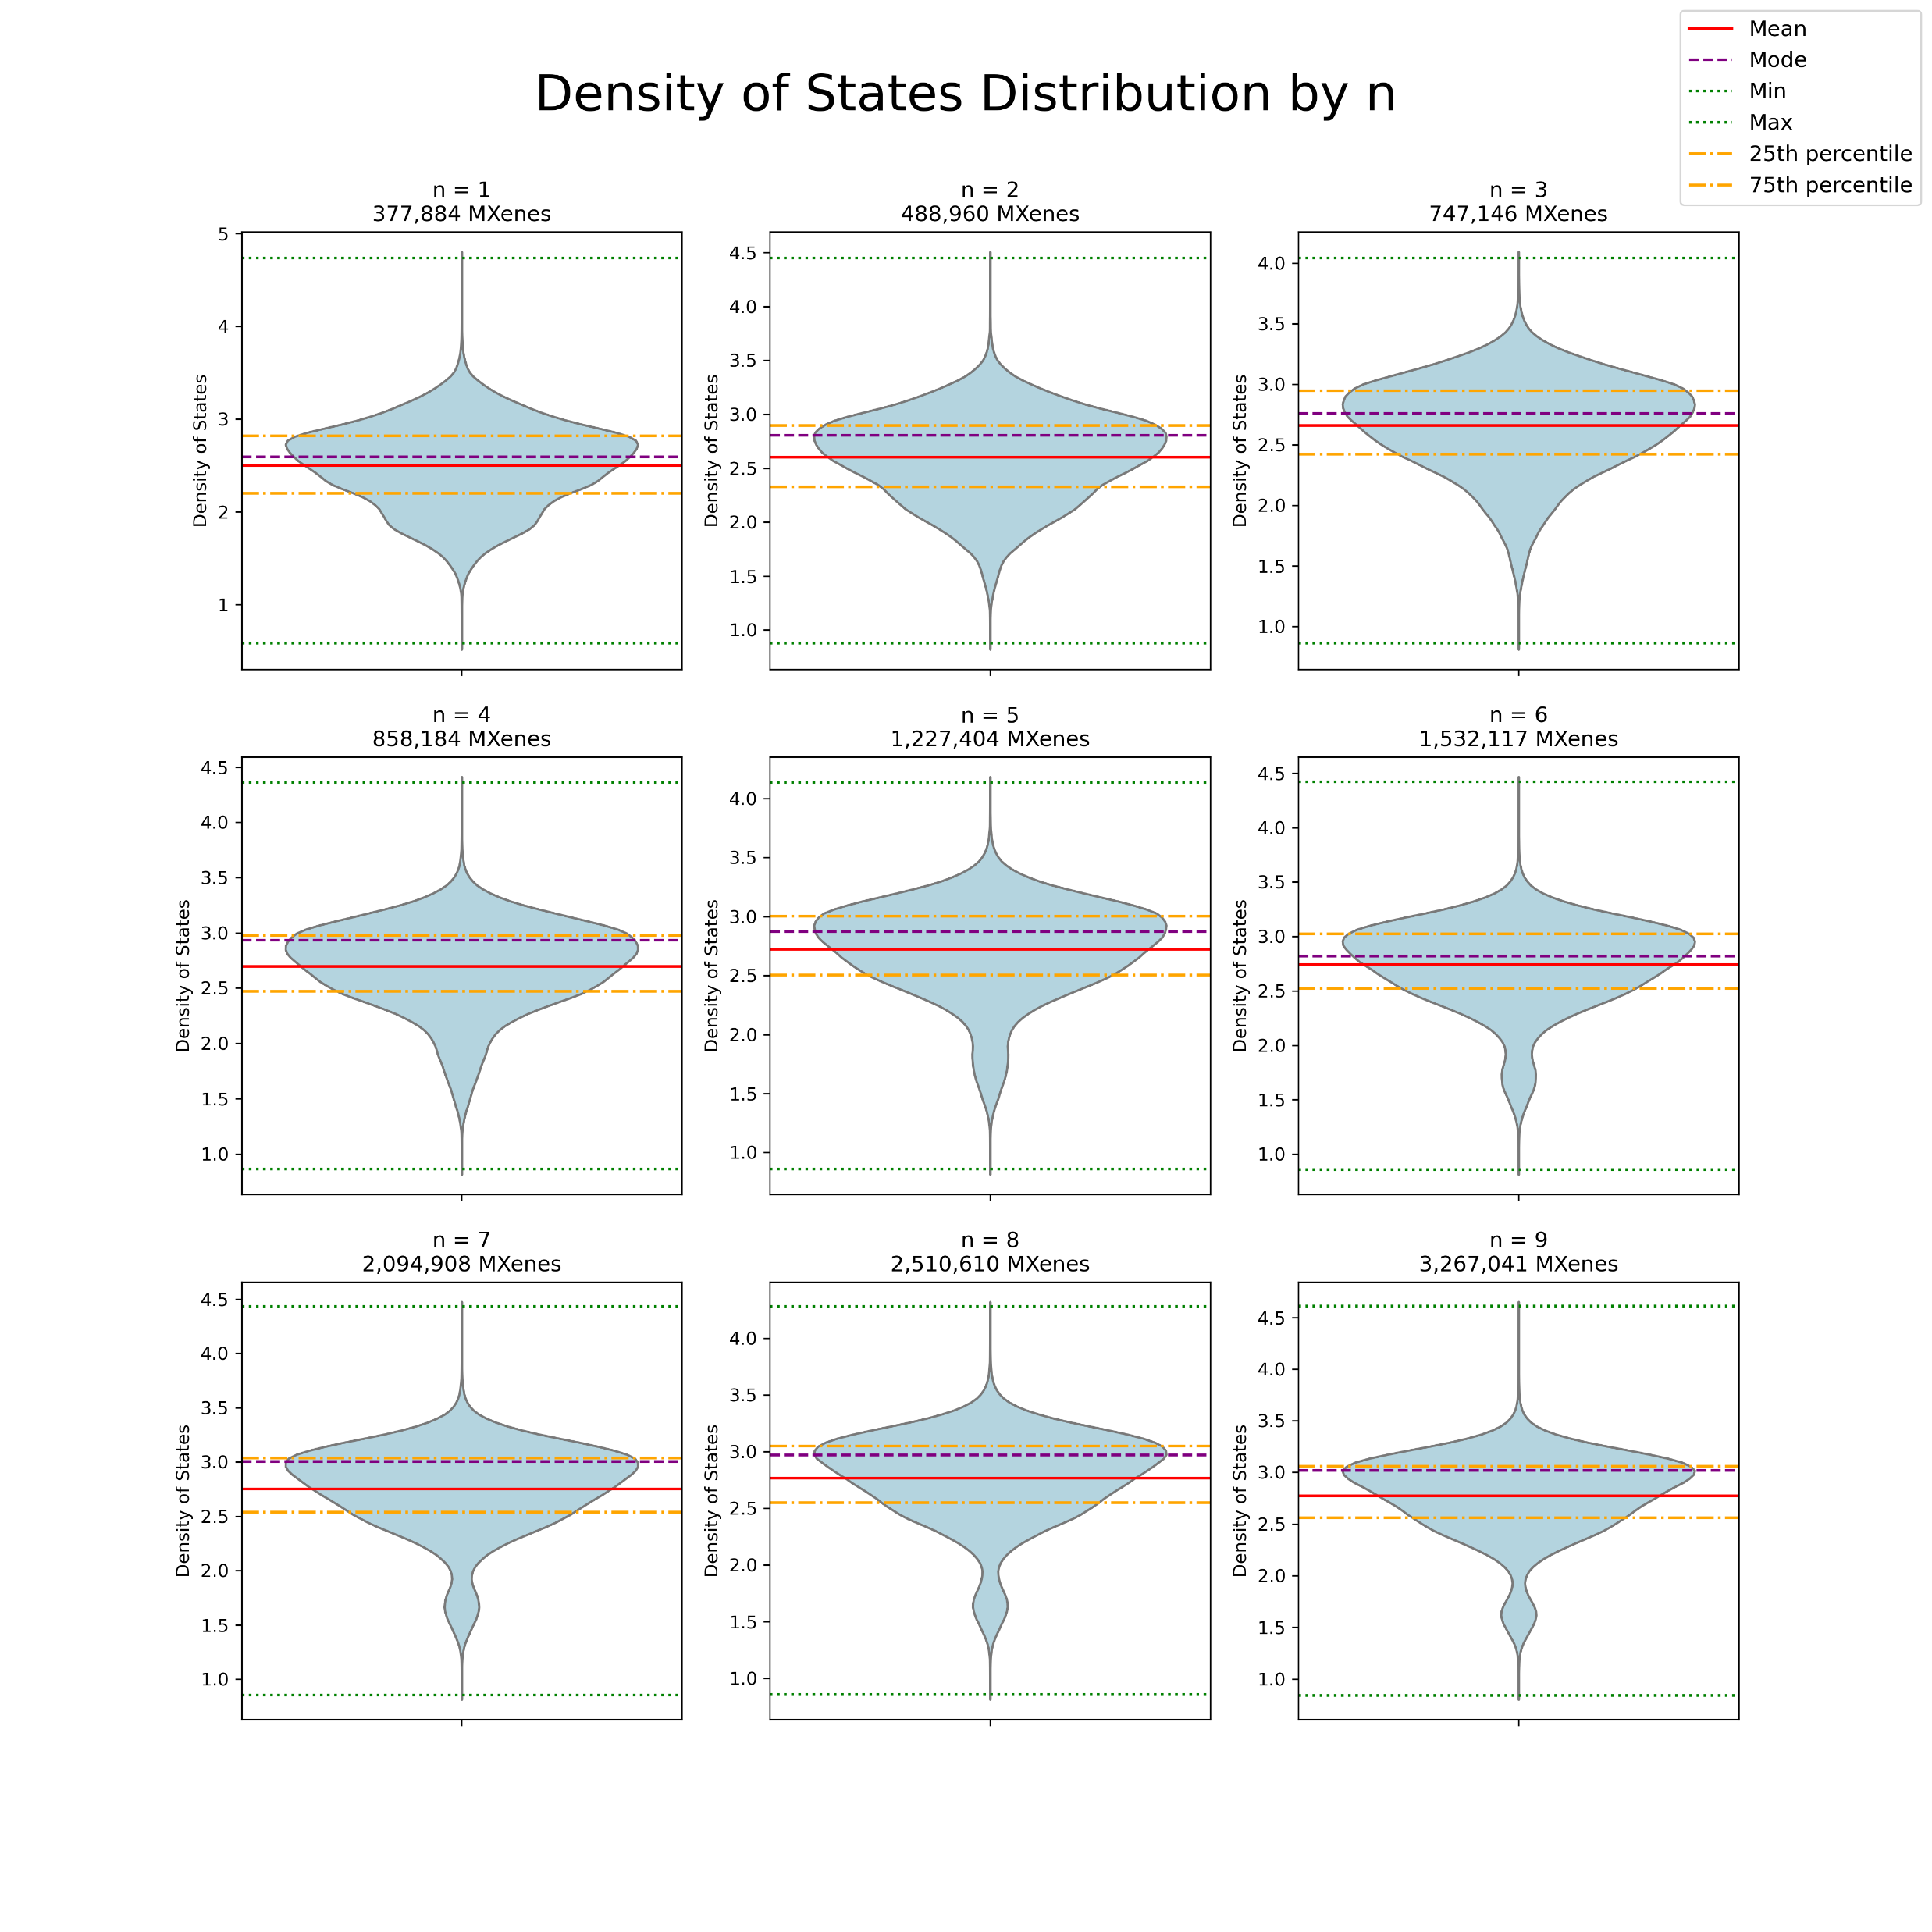 Density of States Distribution by n
Mean
Mode
Min
Max
25th percentile
75th percentile
n = 1
377,884 MXenes
Density of States
5
4
3
2
1
n = 2
488,960 MXenes
Density of States
4.5
4.0
3.5
3.0
2.5
2.0
1.5
1.0
n = 3
747,146 MXenes
Density of States
4.0
3.5
3.0
2.5
2.0
1.5
1.0
n = 4
858,184 MXenes
Density of States
4.5
4.0
3.5
3.0
2.5
2.0
1.5
1.0
n = 5
1,227,404 MXenes
Density of States
4.0
3.5
3.0
2.5
2.0
1.5
1.0
n = 6
1,532,117 MXenes
Density of States
4.5
4.0
3.5
3.0
2.5
2.0
1.5
1.0
n = 7
2,094,908 MXenes
Density of States
4.5
4.0
3.5
3.0
2.5
2.0
1.5
1.0
n = 8
2,510,610 MXenes
Density of States
4.0
3.5
3.0
2.5
2.0
1.5
1.0
n = 9
3,267,041 MXenes
Density of States
4.5
4.0
3.5
3.0
2.5
2.0
1.5
1.0